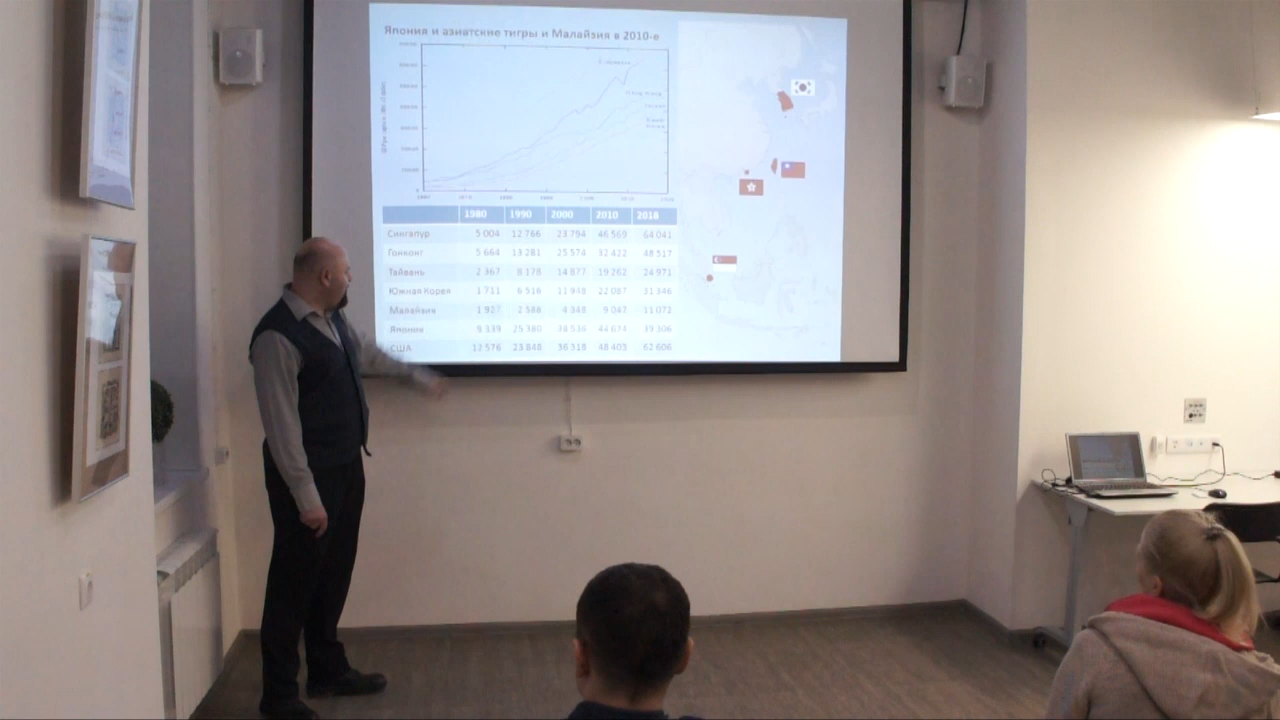 Япония и азиатские тигры и Малайзия в 2010-е
1980 1990 2000 2010 2018
Сингапур 5 004 12 766 23 794 46 569 64 041
Гонконг 5 664 13 281 25 574 32 422 48 517
Тайвань 2 367 8 178 14 877 19 262 24 971
Южная Корея 1 711 6 516 11 948 22 087 31 346
Малайзия 1 927 2 586 4 348 9 047 11 072
Япония 9 339 25 380 38 536 44 674 39 306
США 12 576 23 848 36 318 48 403 62 606